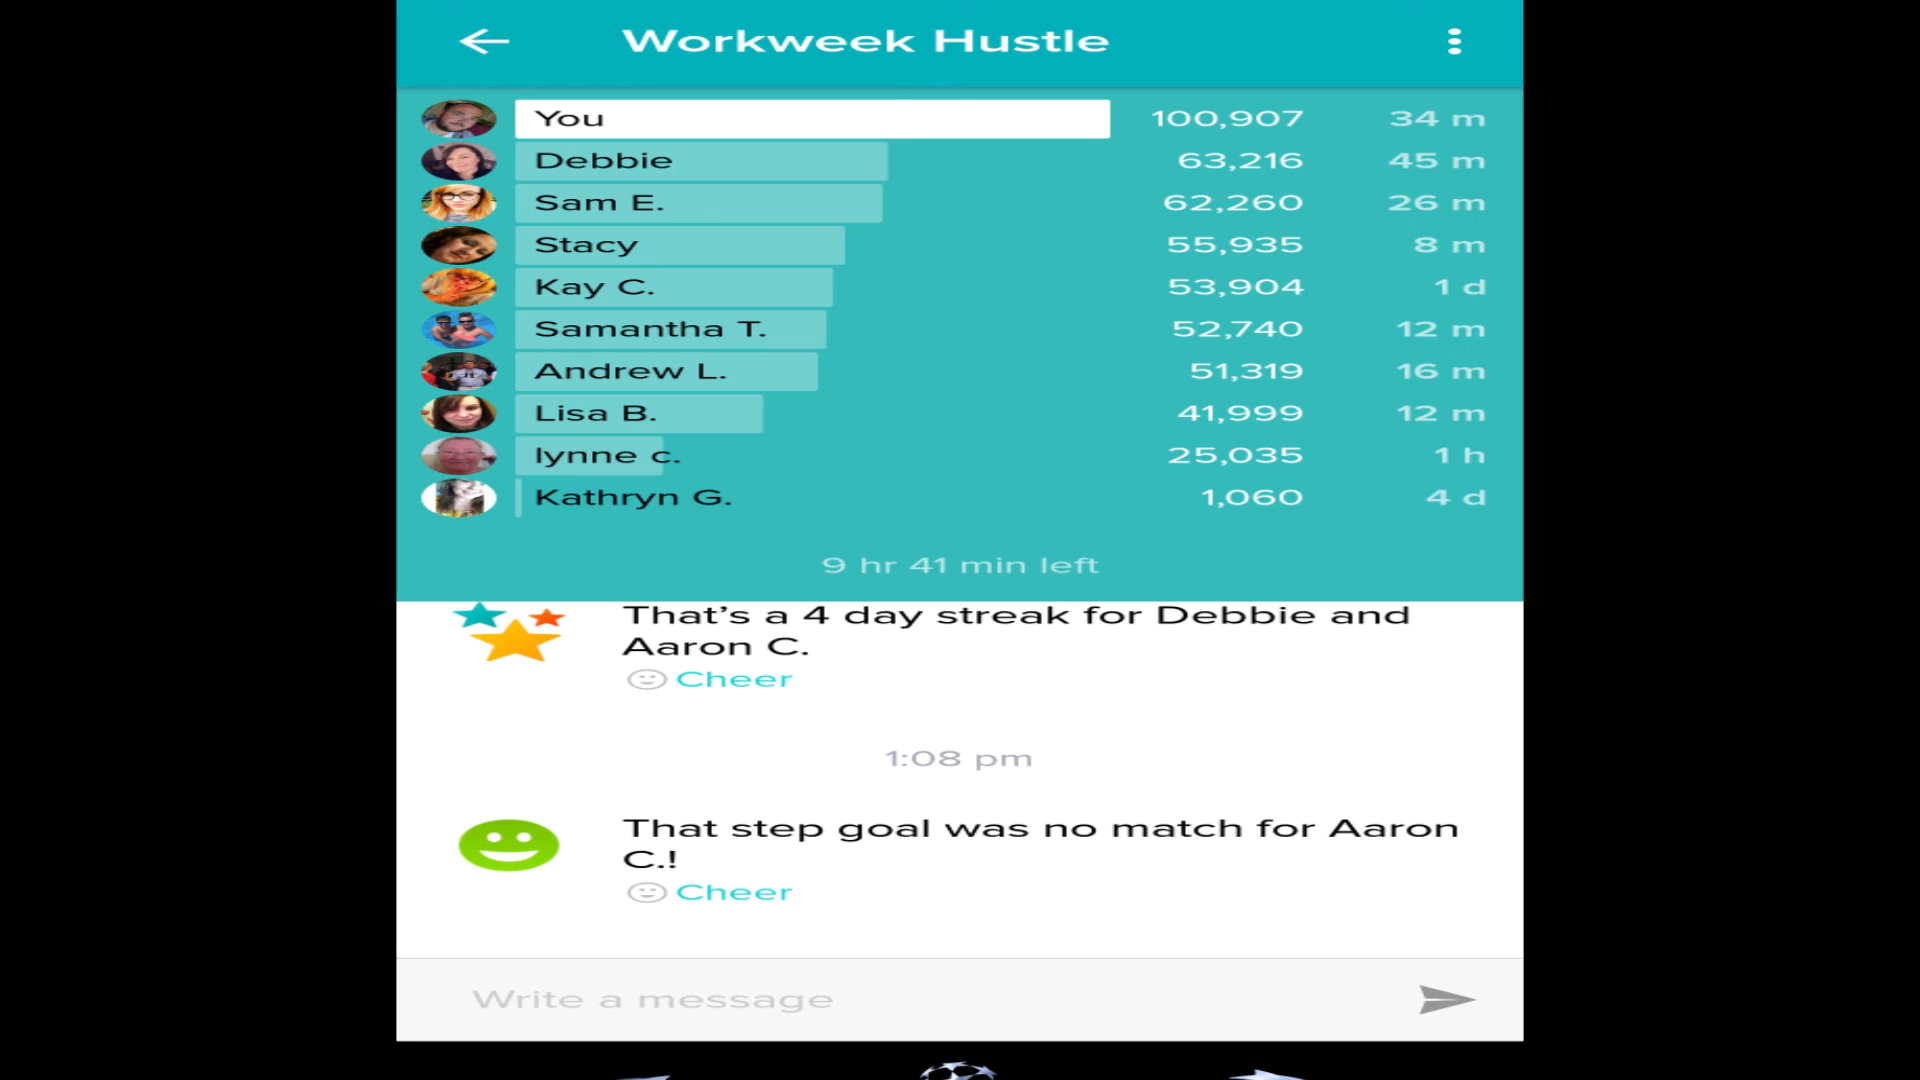 Workweek Hustle
You 100,907 34 m
Debbie 63,216 45 m
Sam E. 62,260 26 m
Stacy 55,935 8 m
Kay C. 53,904 1 d
Samantha T. 52,740 12 m
Andrew L. 51,319 16 m
Lisa B. 41,999 12 m
lynne c. 25,035 1 h
Kathryn G. 1,060 4 d
9 hr 41 min left
That's a 4 day streak for Debbie and
Aaron C.
Cheer
1:08 pm
That step goal was no match for Aaron
C.!
Cheer
Write a message